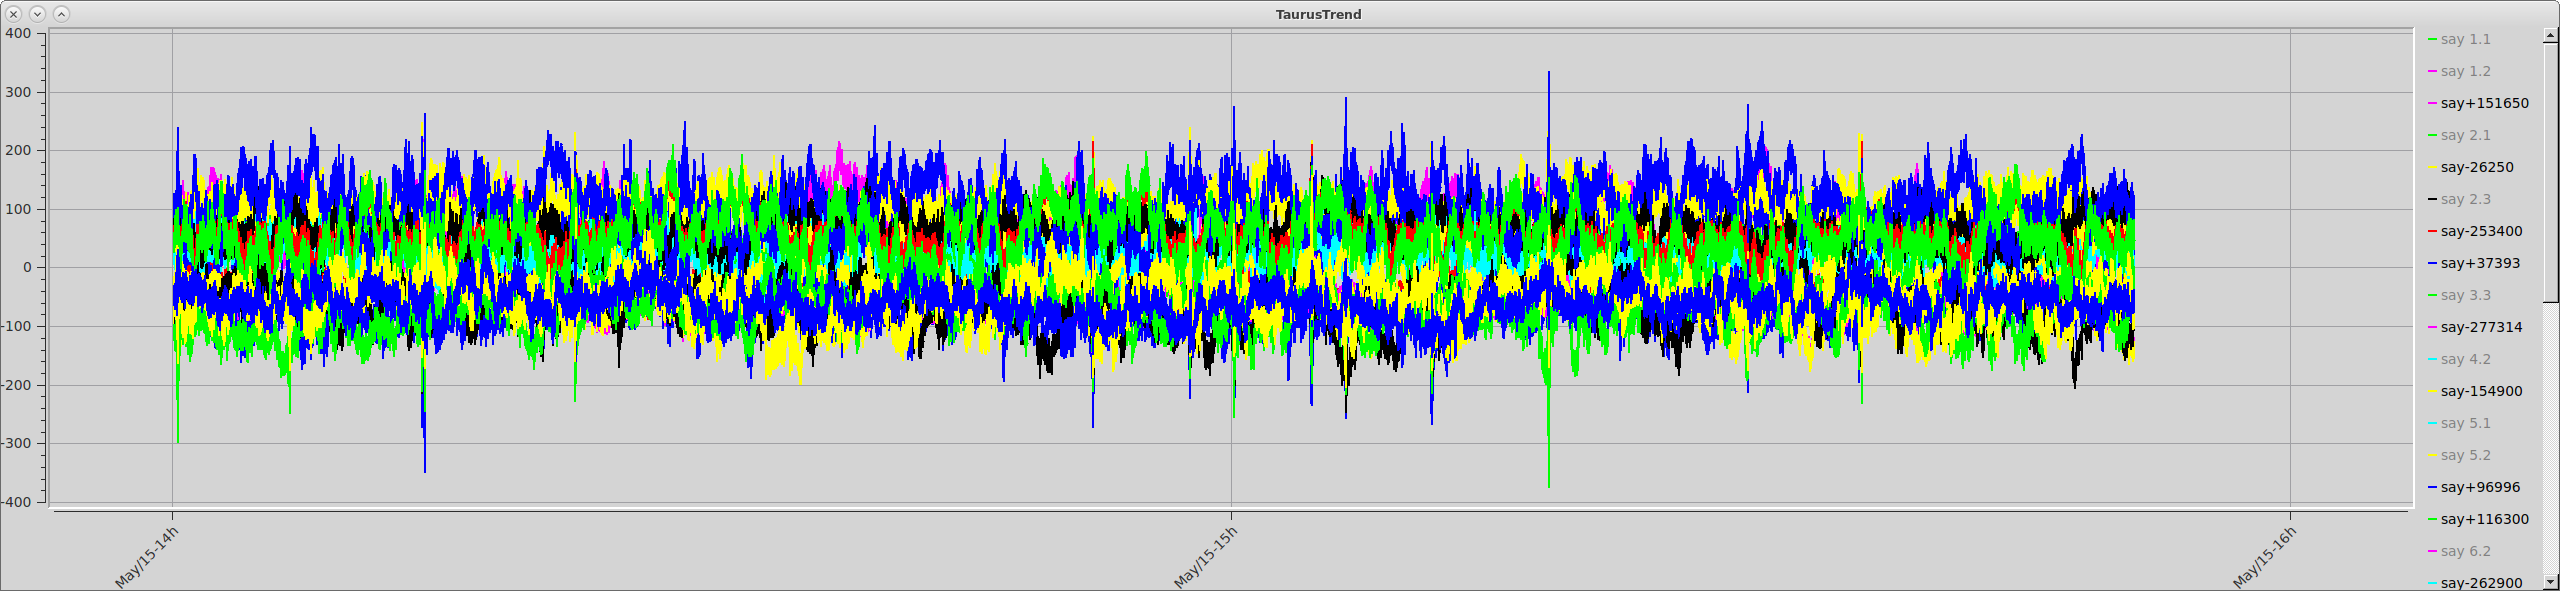 TaurusTrend
400
300
200
100
0
-100
-200
-300
-400
May/15-14h
May/15-15h
May/15-16h
say 1.1
say 1.2
say+151650
say 2.1
say-26250
say 2.3
say-253400
say+37393
say 3.3
say-277314
say 4.2
say-154900
say 5.1
say 5.2
say+96996
say+116300
say 6.2
say-262900